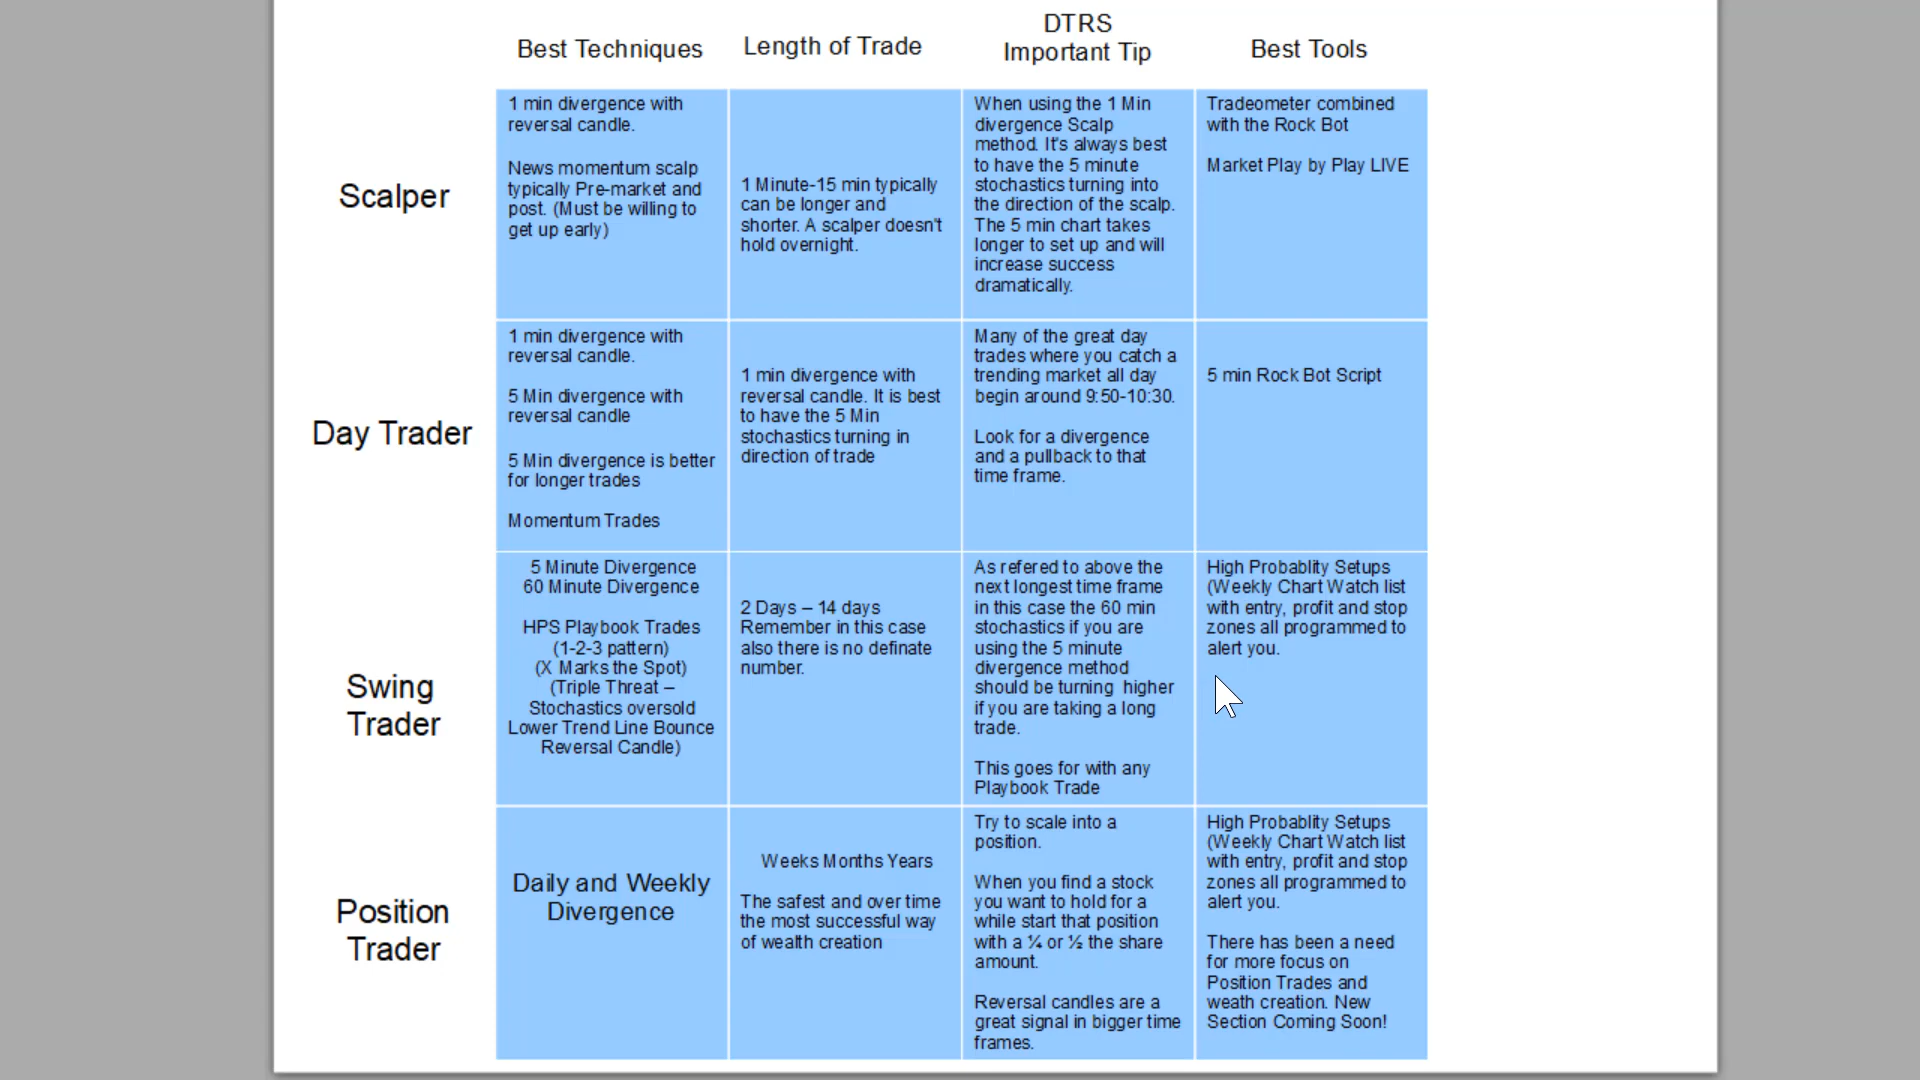 Best Techniques
Length of Trade
DTRS
Important Tip
Best Tools
Scalper
1 min divergence with
reversal candle.
News momentum scalp
typically Pre-market and
post. (Must be willing to
get up early)
1 Minute-15 min typically
can be longer and
shorter. A scalper doesn't
hold overnight.
When using the 1 Min
divergence Scalp
method. It's always best
to have the 5 minute
stochastics turning into
the direction of the scalp.
The 5 min chart takes
longer to set up and will
increase success
dramatically.
Tradeometer combined
with the Rock Bot
Market Play by Play LIVE
Day Trader
1 min divergence with
reversal candle.
5 Min divergence with
reversal candle
5 Min divergence is better
for longer trades
Momentum Trades
1 min divergence with
reversal candle. It is best
to have the 5 Min
stochastics turning in
direction of trade
Many of the great day
trades where you catch a
trending market all day
begin around 9:50-10:30.
Look for a divergence
and a pullback to that
time frame.
5 min Rock Bot Script
Swing
Trader
5 Minute Divergence
60 Minute Divergence
HPS Playbook Trades
(1-2-3 pattern)
(X Marks the Spot)
(Triple Threat –
Stochastics oversold
Lower Trend Line Bounce
Reversal Candle)
2 Days – 14 days
Remember in this case
also there is no definate
number.
As refered to above the
next longest time frame
in this case the 60 min
stochastics if you are
using the 5 minute
divergence method
should be turning higher
if you are taking a long
trade.
This goes for with any
Playbook Trade
High Probablity Setups
(Weekly Chart Watch list
with entry, profit and stop
zones all programmed to
alert you.
Position
Trader
Daily and Weekly
Divergence
Weeks Months Years
The safest and over time
the most successful way
of wealth creation
Try to scale into a
position.
When you find a stock
you want to hold for a
while start that position
with a ¼ or ½ the share
amount.
Reversal candles are a
great signal in bigger time
frames.
High Probablity Setups
(Weekly Chart Watch list
with entry, profit and stop
zones all programmed to
alert you.
There has been a need
for more focus on
Position Trades and
weath creation. New
Section Coming Soon!